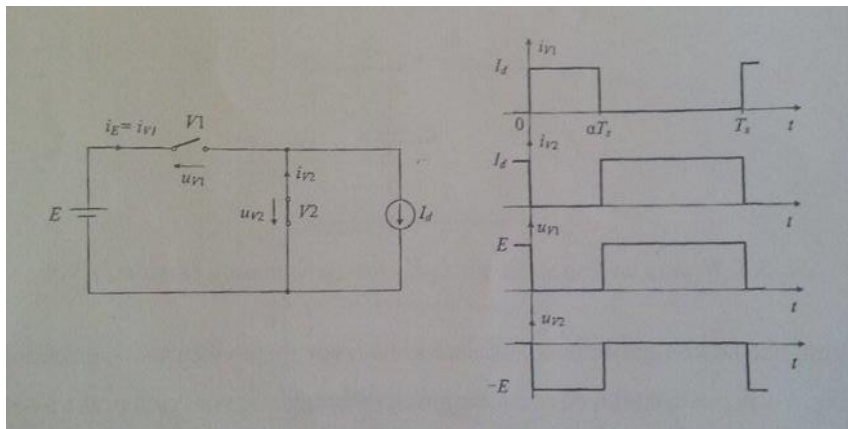 i_E = i_V1
V1
u_V1
E
i_V2
u_V2
V2
I_d
i_V1
I_d
0
αT_s
T_s
t
i_V2
I_d
t
u_V1
E
t
u_V2
t
-E